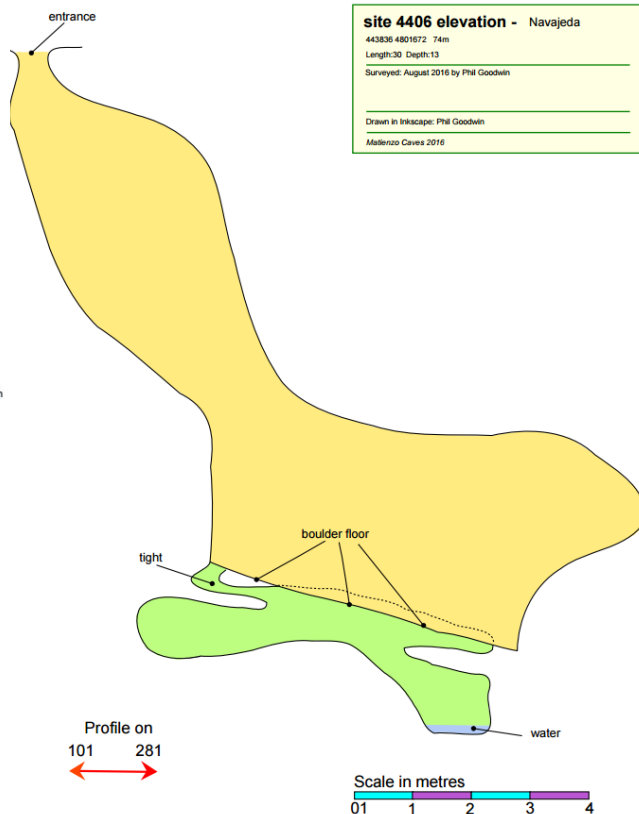 entrance
site 4406 elevation - Navajeda
443836 4801672 74m
Length:30 Depth:13
Surveyed: August 2016 by Phil Goodwin
Drawn in Inkscape: Phil Goodwin
Matienzo Caves 2016
n
boulder floor
tight
Profile on
101 281
water
Scale in metres
01 1 2 3 4